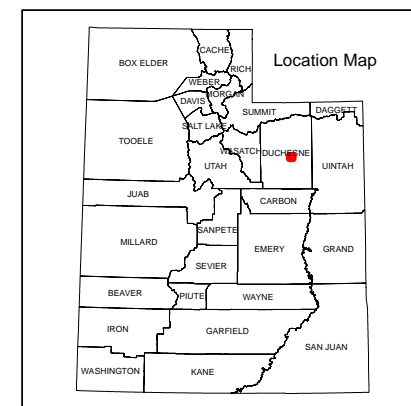 Location Map
CACHE
BOX ELDER
RICH
WEBER
MORGAN
DAVIS
SUMMIT
DAGGETT
SALT LAKE
TOOELE
WASATCH
DUCHESNE
UTAH
UINTAH
JUAB
CARBON
SANPETE
MILLARD
EMERY
GRAND
SEVIER
BEAVER
PIUTE
WAYNE
IRON
GARFIELD
SAN JUAN
WASHINGTON
KANE